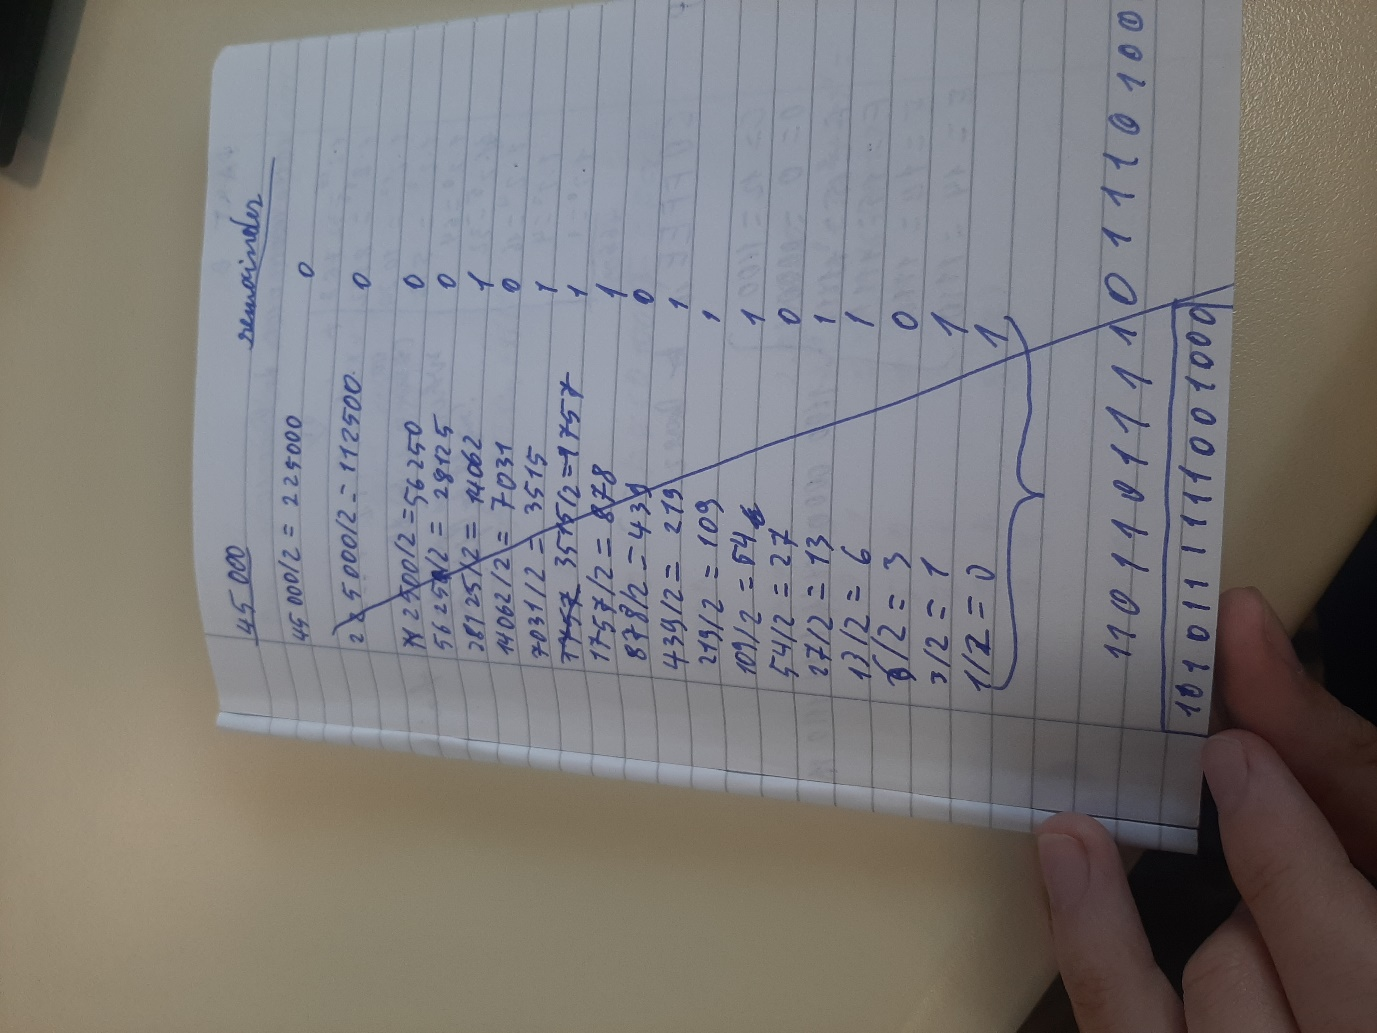 45 000 remainder
45 000/2 = 225000 0
225000/2 = 112500 0
112500/2 = 56250 0
56250/2 = 28125 0
28125/2 = 14062 1
14062/2 = 7031 0
7031/2 = 3515 1
1757 3515/2 = 1757 1
1757/2 = 878 1
878/2 = 439 0
439/2 = 219 1
219/2 = 109 1
109/2 = 54 1
54/2 = 27 0
27/2 = 13 1
13/2 = 6 1
6/2 = 3 0
3/2 = 1 1
1/2 = 0 1
110110111101110100
1010111111001000